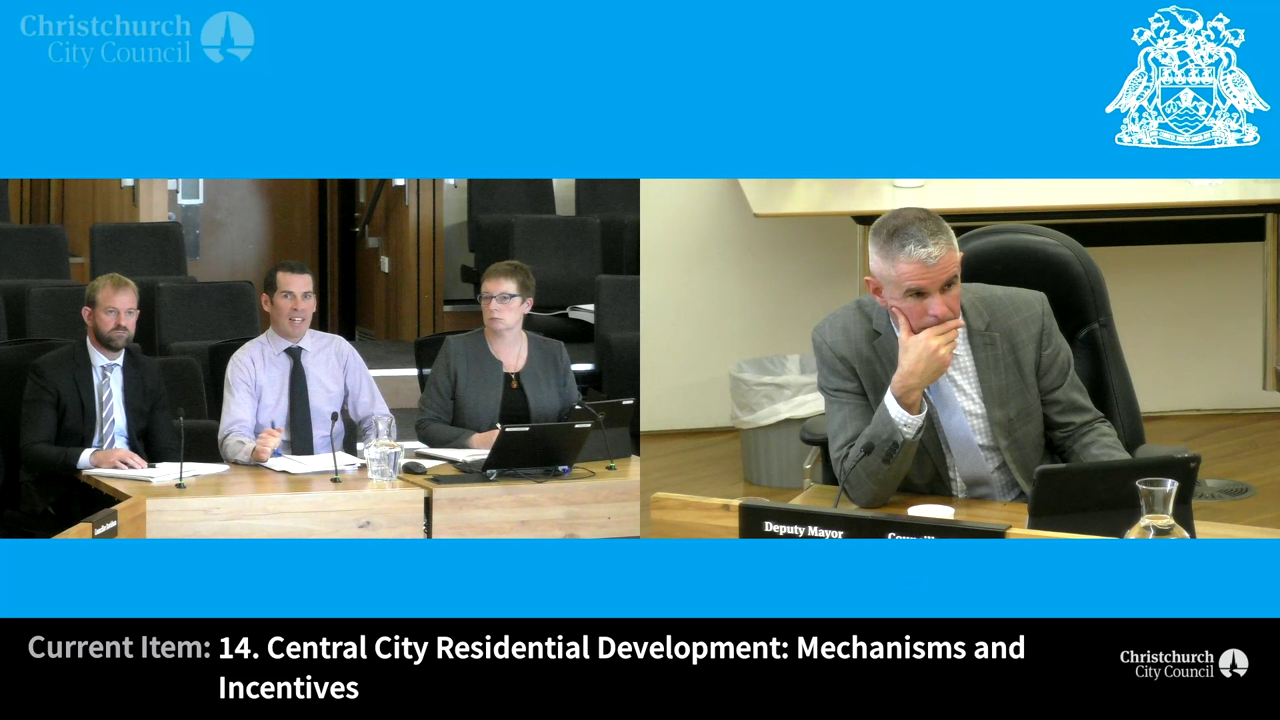 Christchurch
City Council
Deputy Mayor
Current Item: 14. Central City Residential Development: Mechanisms and
Incentives
Christchurch
City Council